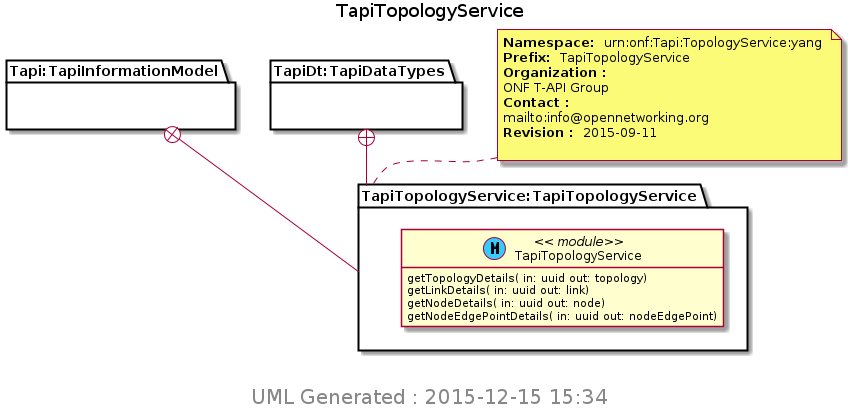 TapiTopologyService
Namespace: urn:onf:Tapi:TopologyService:yang
Prefix: TapiTopologyService
Organization :
ONF T-API Group
Contact :
mailto:info@opennetworking.org
Revision : 2015-09-11
Tapi:TapiInformationModel
TapiDt:TapiDataTypes
TapiTopologyService:TapiTopologyService
M
<< module>>
TapiTopologyService
getTopologyDetails( in: uuid out: topology)
getLinkDetails( in: uuid out: link)
getNodeDetails( in: uuid out: node)
getNodeEdgePointDetails( in: uuid out: nodeEdgePoint)
UML Generated : 2015-12-15 15:34